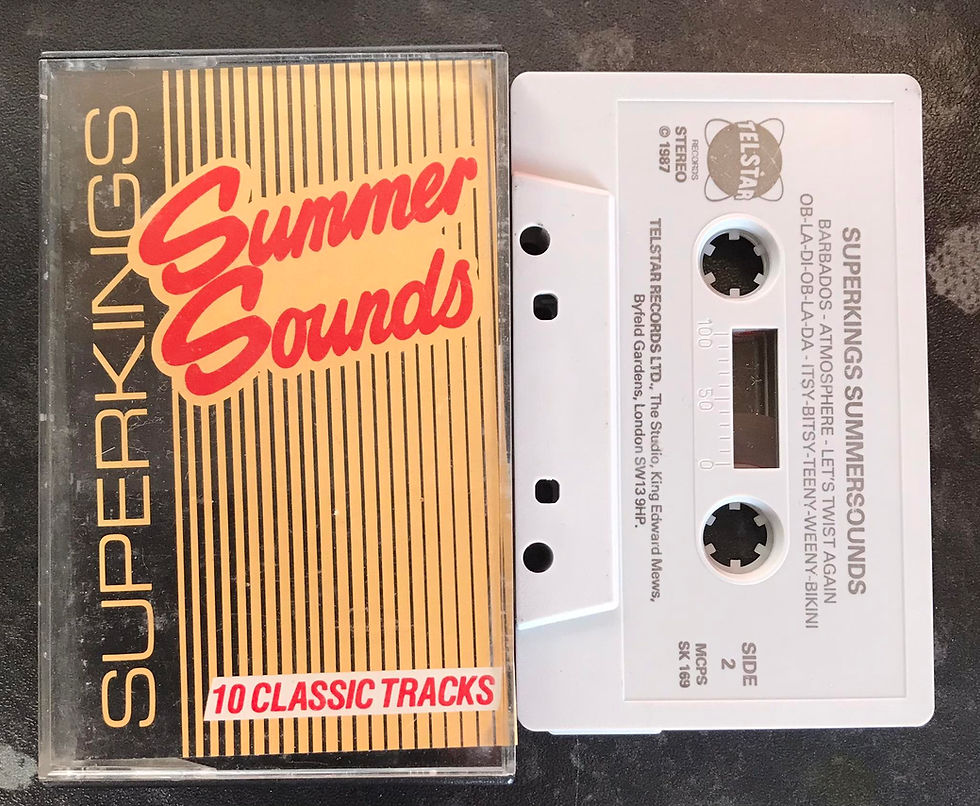 SUPERKINGS
Summer
Sounds
10 CLASSIC TRACKS
SUPERKINGS SUMMERSOUNDS
BARBADOS - ATMOSPHERE - LET'S TWIST AGAIN
OB-LA-DI-OB-LA-DA - ITSY-BITSY-TEENY-WEENY-BIKINI
TELSTAR
RECORDS
STEREO
© 1987
SIDE
2
MCPS
SK 169
100 50 0
TELSTAR RECORDS LTD., The Studio, King Edward Mews,
Byfeld Gardens, London SW13 9HP.